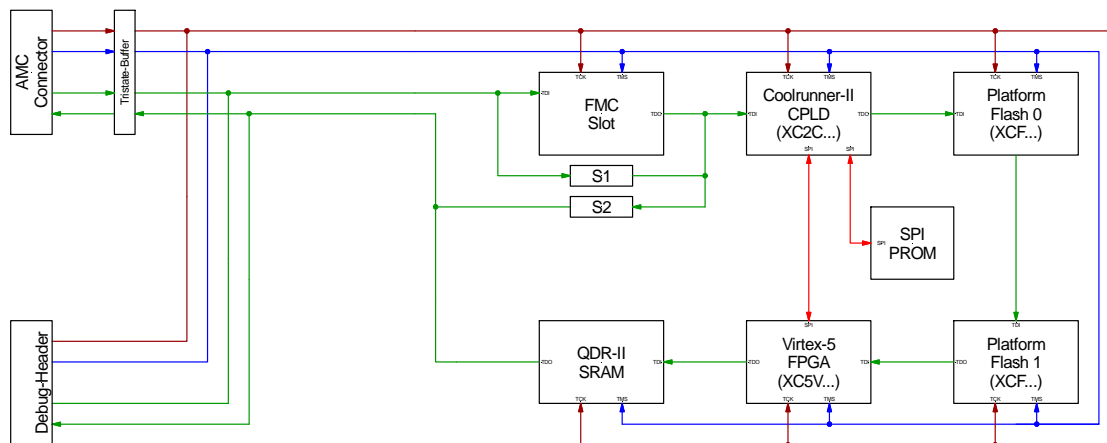 AMC
Connector
Tristate-Buffer
TCK
TMS
TDI
FMC
Slot
TDO
TCK
TMS
TDI
Coolrunner-II
CPLD
(XC2C...)
TDO
SPI
SPI
TCK
TMS
TDI
Platform
Flash 0
(XCF...)
S1
S2
SPI
SPI
PROM
Debug-Header
TDO
QDR-II
SRAM
TDI
TCK
TMS
SPI
TDO
Virtex-5
FPGA
(XC5V...)
TDI
TCK
TMS
TDI
TDO
Platform
Flash 1
(XCF...)
TCK
TMS